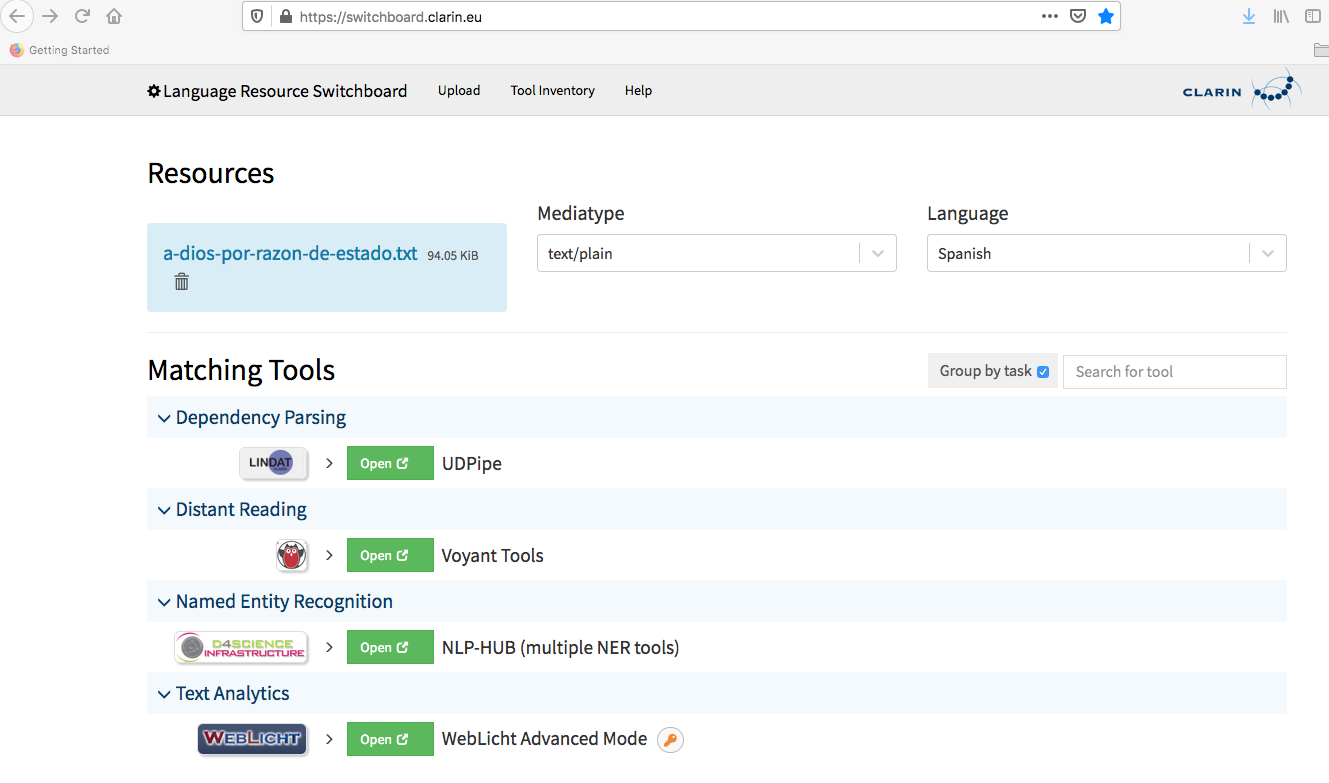 https://switchboard.clarin.eu
Getting Started
Language Resource Switchboard Upload Tool Inventory Help CLARIN
Resources
Mediatype Language
a-dios-por-razon-de-estado.txt 94.05 KiB
text/plain Spanish
Matching Tools
Group by task Search for tool
Dependency Parsing
LINDAT Open UDPipe
Distant Reading
Open Voyant Tools
Named Entity Recognition
D4SCIENCE
INFRASTRUCTURE
Open NLP-HUB (multiple NER tools)
Text Analytics
WEBLICHT Open WebLicht Advanced Mode